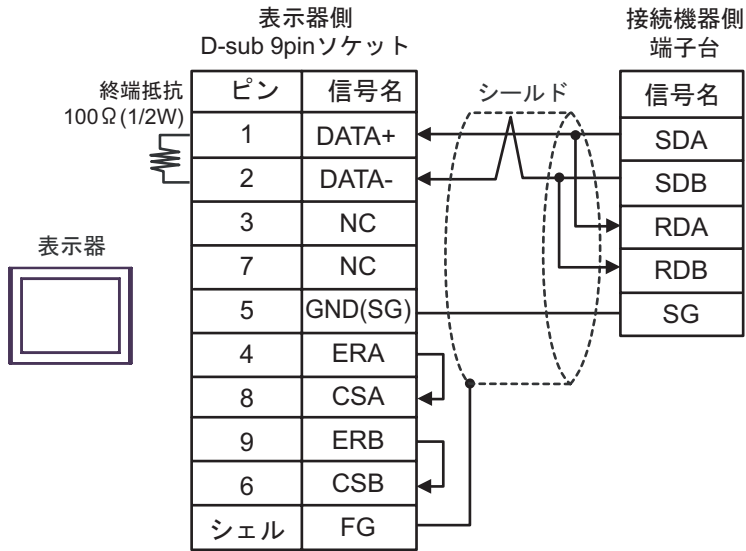 表示器側
D-sub 9pinソケット
接続機器側
端子台
終端抵抗
100Ω(1/2W)
ピン 信号名
シールド
信号名
1 DATA+
SDA
2 DATA-
SDB
3 NC
RDA
表示器
7 NC
RDB
5 GND(SG)
SG
4 ERA
8 CSA
9 ERB
6 CSB
シェル FG